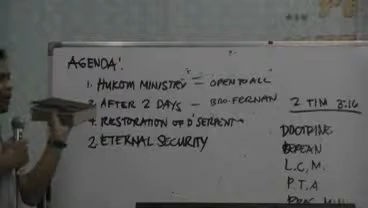 AGENDA:
1. HUKOM MINISTRY – OPEN TO ALL
3. AFTER 2 DAYS – BRO. FERNAN
4. RESTORATION OF D' SERPENT
2. ETERNAL SECURITY
2 TIM 3:16
DOCTRINE
BEREAN
L.C.M.
P.T.A